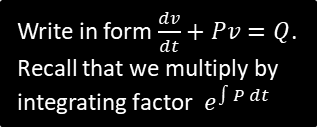 Write in form dv/dt + Pv = Q.
Recall that we multiply by
integrating factor e^∫ P dt